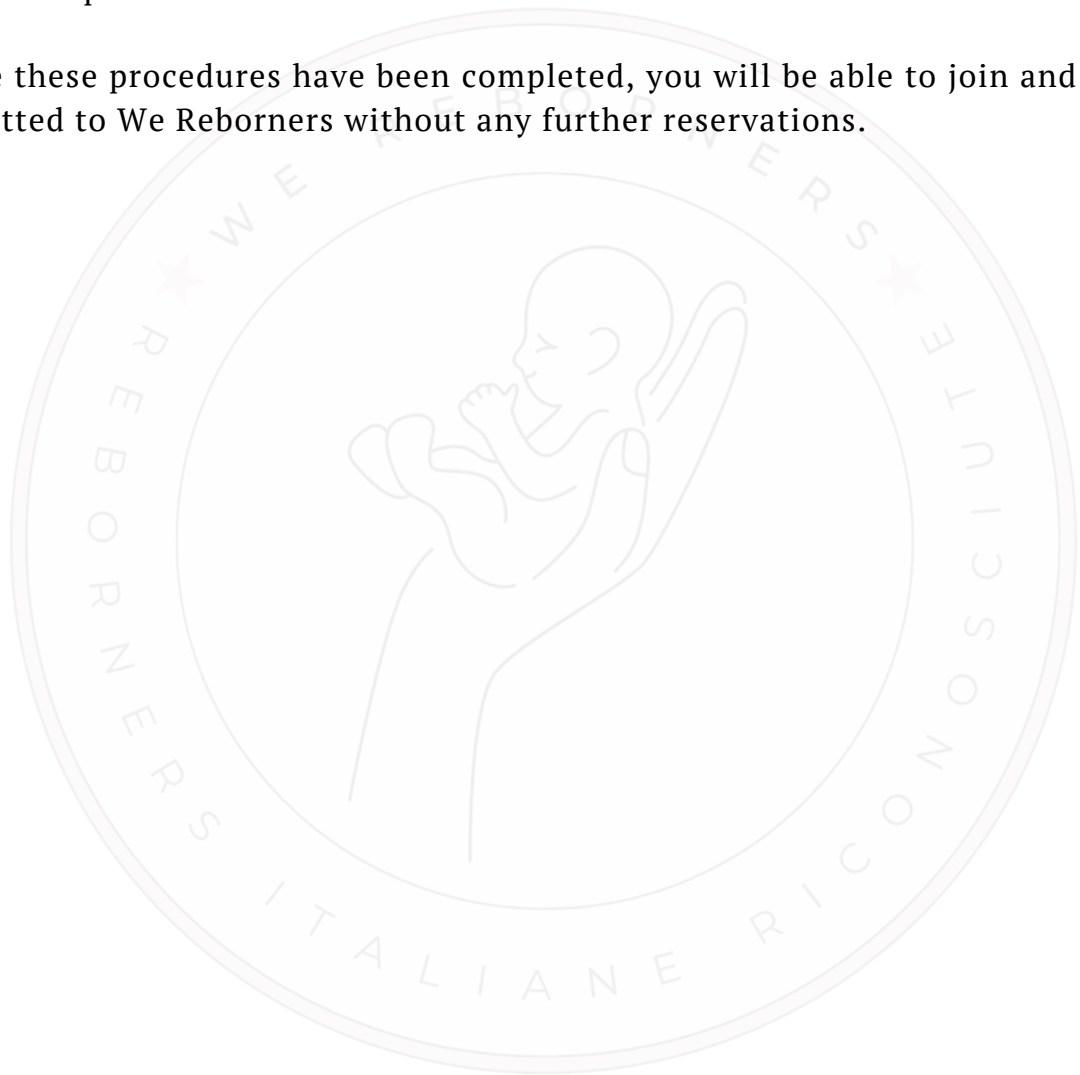 these procedures have been completed, you will be able to join and
tted to We Reborners without any further reservations.
WE REBORNERS
REBORNERS ITALIANE RICONOSCIUTE